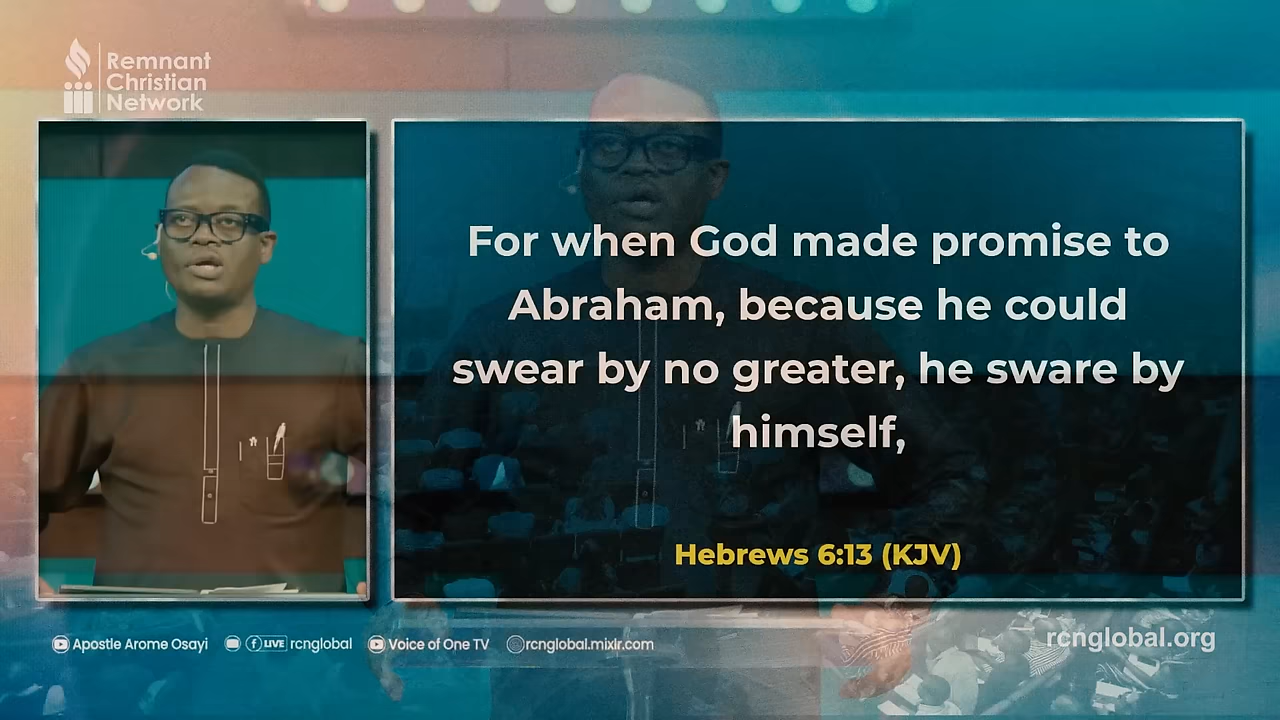 Remnant
Christian
Network
For when God made promise to
Abraham, because he could
swear by no greater, he sware by
himself,
Hebrews 6:13 (KJV)
Apostle Arome Osayi
LIVE rcnglobal
Voice of One TV
rcnglobal.mixlr.com
rcnglobal.org